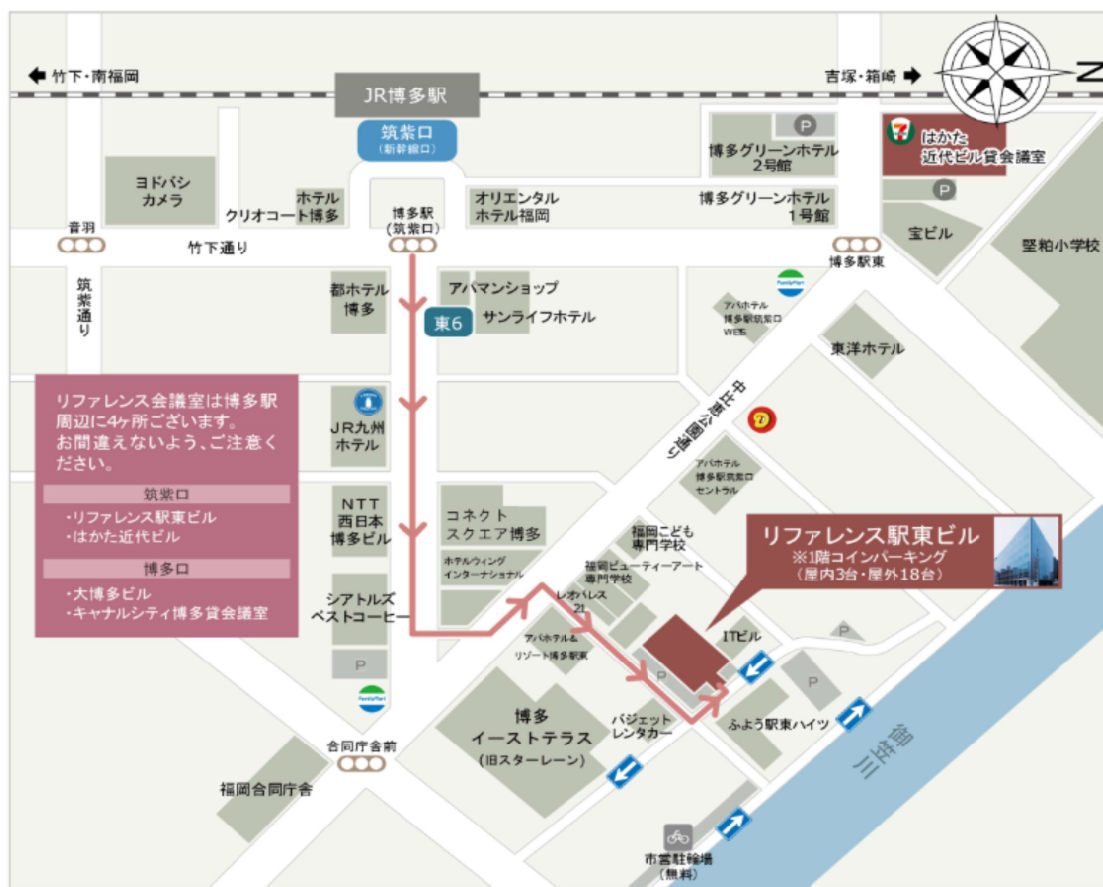 竹下・南福岡
JR博多駅
吉塚・箱崎
N
筑紫口
(新幹線口)
P
博多グリーンホテル
2号館
7
はかた
近代ビル貸会議室
P
ヨドバシ
カメラ
ホテル
クリオコート博多
博多駅
(筑紫口)
オリエンタル
ホテル福岡
博多グリーンホテル
1号館
音羽
竹下通り
宝ビル
博多駅東
堅粕小学校
筑紫通り
都ホテル
博多
アパマンショップ
東6
サンライフホテル
FamilyMart
アパホテル
博多駅筑紫口
WEIS
東洋ホテル
リファレンス会議室は博多駅
周辺に4ヶ所ございます。
お間違えないよう、ご注意く
ださい。
筑紫口
・リファレンス駅東ビル
・はかた近代ビル
博多口
・大博多ビル
・キャナルシティ博多貸会議室
JR九州
ホテル
中比恵公園通り
アパホテル
博多駅筑紫口
セントラル
NTT
西日本
博多ビル
コネクト
スクエア博多
ホテルウィング
インターナショナル
福岡こども
専門学校
福岡ビューティーアート
専門学校
レオパレス
21
リファレンス駅東ビル
※1階コインパーキング
(屋内3台・屋外18台)
シアトルズ
ベストコーヒー
P
FamilyMart
アパホテル&
リゾート博多駅東
ITビル
P
P
P
博多
イーストテラス
(旧スターレーン)
バジェット
レンタカー
ふよう駅東ハイツ
御笠川
合同庁舎前
福岡合同庁舎
市営駐輪場
(無料)